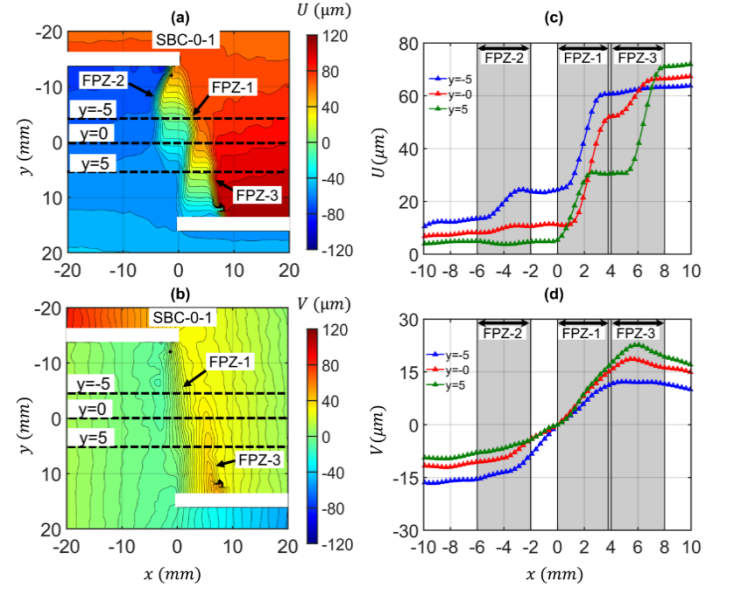 (a)
U (µm)
SBC-0-1
FPZ-2
FPZ-1
y=-5
y=0
y=5
FPZ-3
y (mm)
-20
-10
0
10
20
-20
-10
0
10
20
120
80
40
0
-40
-80
-120
(c)
FPZ-2
FPZ-1
FPZ-3
y=-5
y=-0
y=5
U(µm)
80
60
40
20
0
-10
-8
-6
-4
-2
0
2
4
6
8
10
(b)
V (µm)
SBC-0-1
FPZ-1
y=-5
y=0
y=5
FPZ-3
y (mm)
-20
-10
0
10
20
-20
-10
0
10
20
x (mm)
120
80
40
0
-40
-80
-120
(d)
FPZ-2
FPZ-1
FPZ-3
y=-5
y=-0
y=5
V(µm)
30
15
0
-15
-30
-10
-8
-6
-4
-2
0
2
4
6
8
10
x (mm)